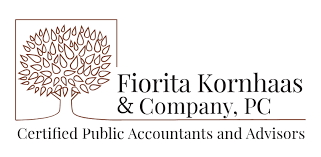 Fiorita Kornhaas
& Company, PC
Certified Public Accountants and Advisors